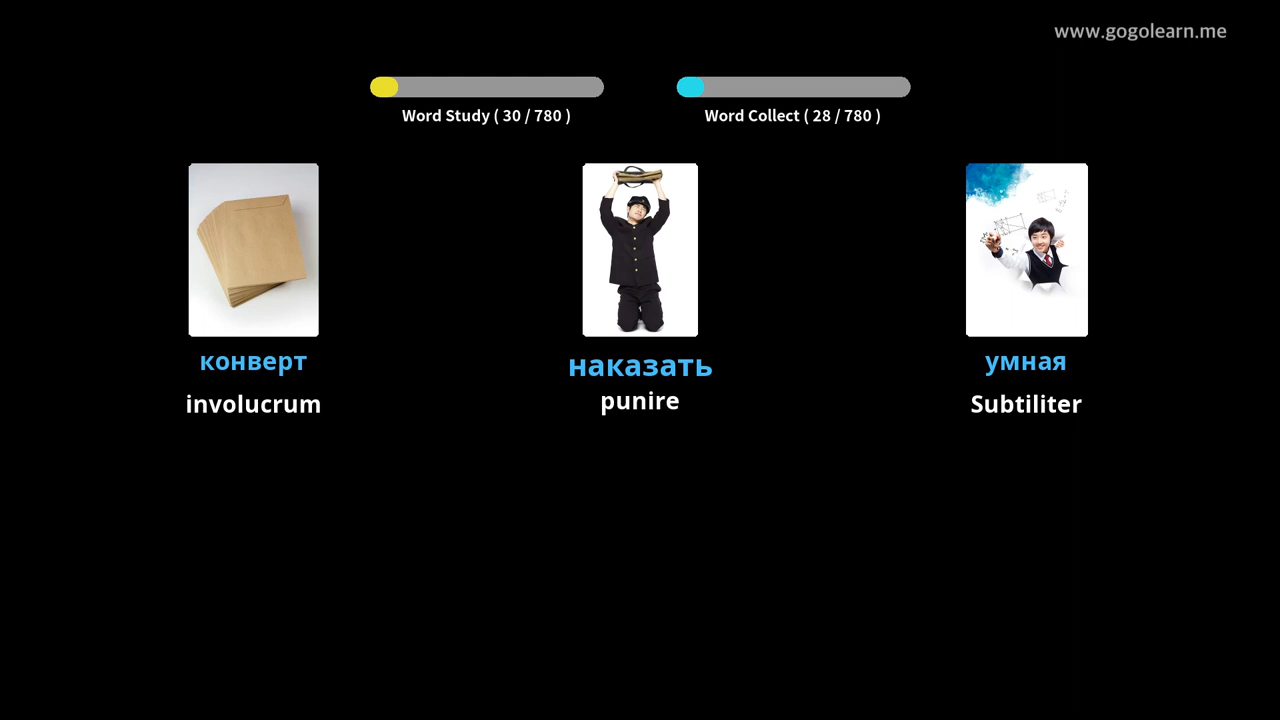 www.gogolearn.me
Word Study ( 30 / 780 )
Word Collect ( 28 / 780 )
конверт
наказать
умная
involucrum
punire
Subtiliter